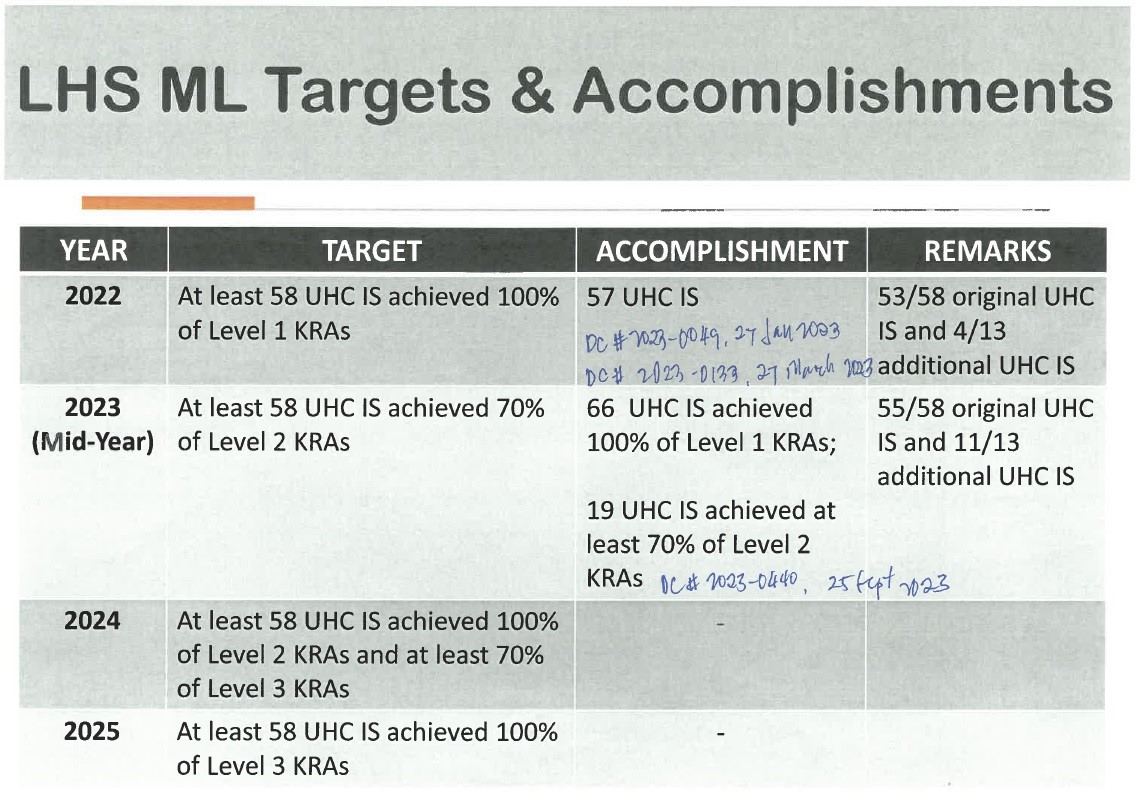 LHS ML Targets & Accomplishments
YEAR
TARGET
ACCOMPLISHMENT
REMARKS
2022
At least 58 UHC IS achieved 100%
of Level 1 KRAs
57 UHC IS
DC # 2023-0049, 27 Jan 2023
DC # 2023-0133, 27 March 2023
53/58 original UHC
IS and 4/13
additional UHC IS
2023
(Mid-Year)
At least 58 UHC IS achieved 70%
of Level 2 KRAs
66 UHC IS achieved
100% of Level 1 KRAs;
19 UHC IS achieved at
least 70% of Level 2
KRAs DC # 2023-0440, 25 Sept 2023
55/58 original UHC
IS and 11/13
additional UHC IS
2024
At least 58 UHC IS achieved 100%
of Level 2 KRAs and at least 70%
of Level 3 KRAs
-
2025
At least 58 UHC IS achieved 100%
of Level 3 KRAs
-